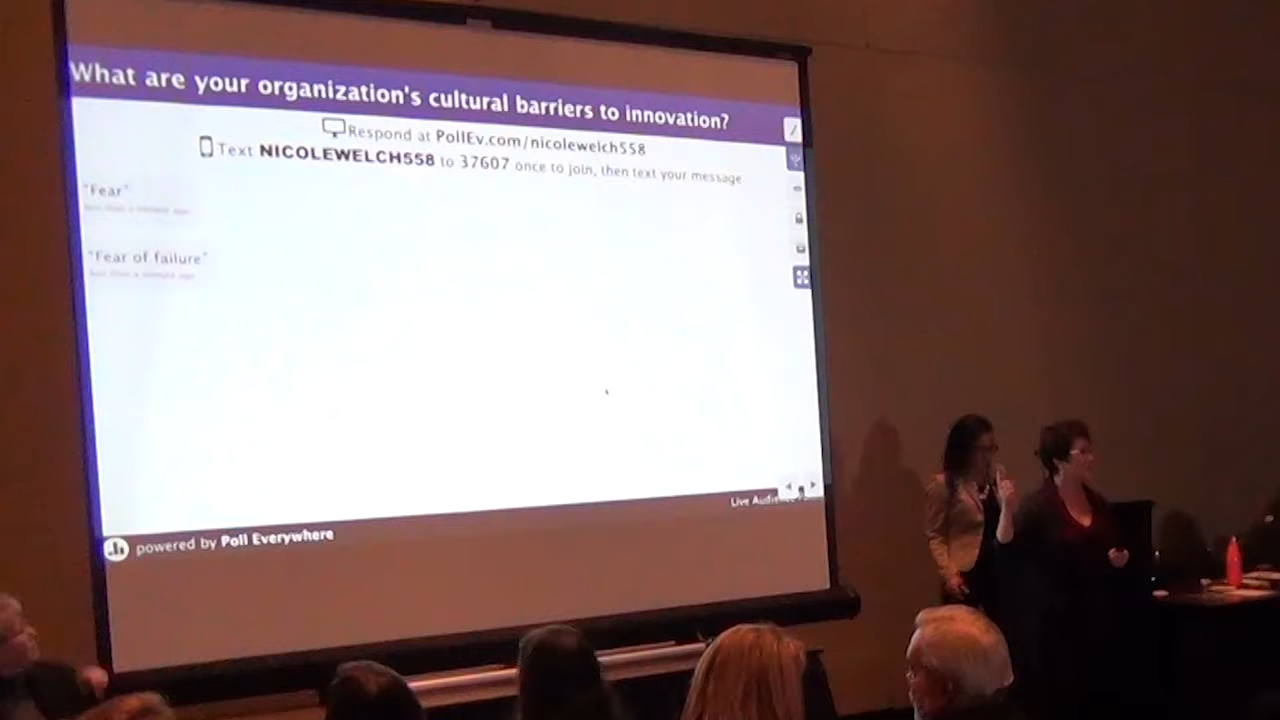 What are your organization's cultural barriers to innovation?
Respond at PollEv.com/nicolewelch558
Text NICOLEWELCH558 to 37607 once to join, then text your message
"Fear"
"Fear of failure"
Live
powered by Poll Everywhere